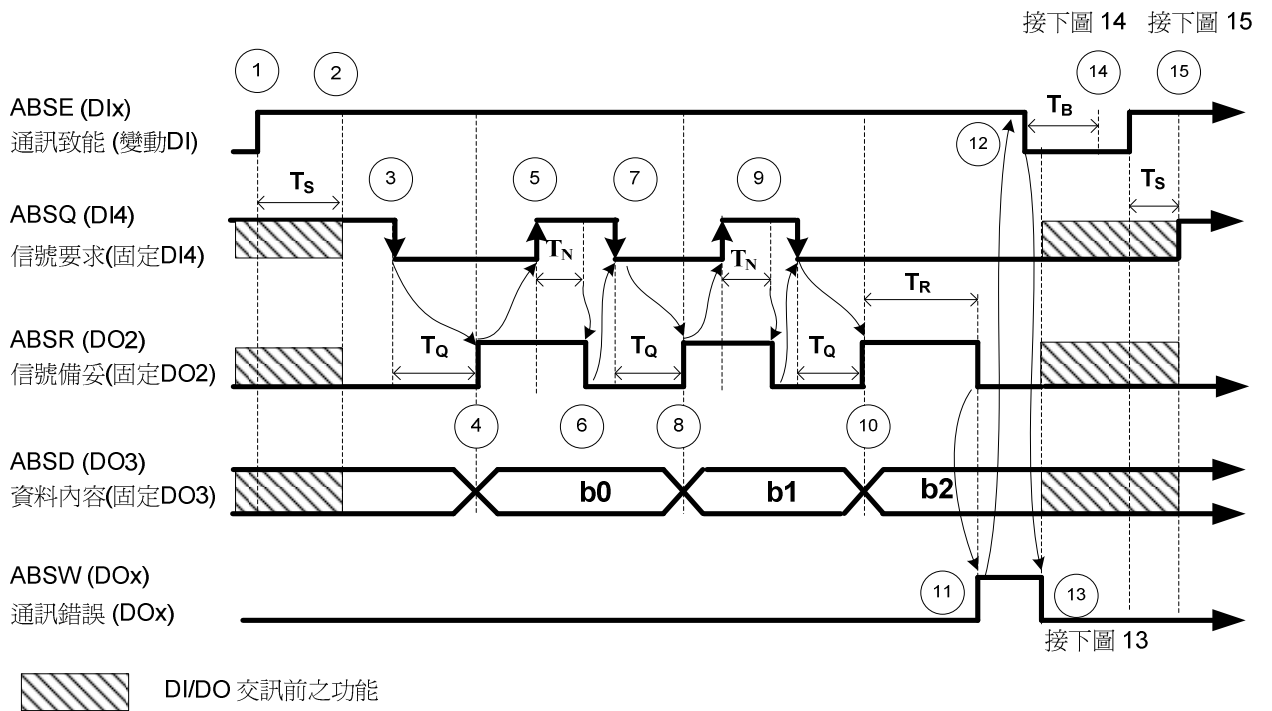 接下圖 14 接下圖 15
1 2 14 15
ABSE (DIx)
通訊致能 (變動DI)
TB
12
TS
3 5 7 9
TS
ABSQ (DI4)
信號要求(固定DI4)
TN TN
TR
ABSR (DO2)
信號備妥(固定DO2)
TQ TQ TQ
4 6 8 10
ABSD (DO3)
資料內容(固定DO3)
b0 b1 b2
ABSW (DOx)
通訊錯誤 (DOx)
11 13
接下圖 13
DI/DO 交訊前之功能